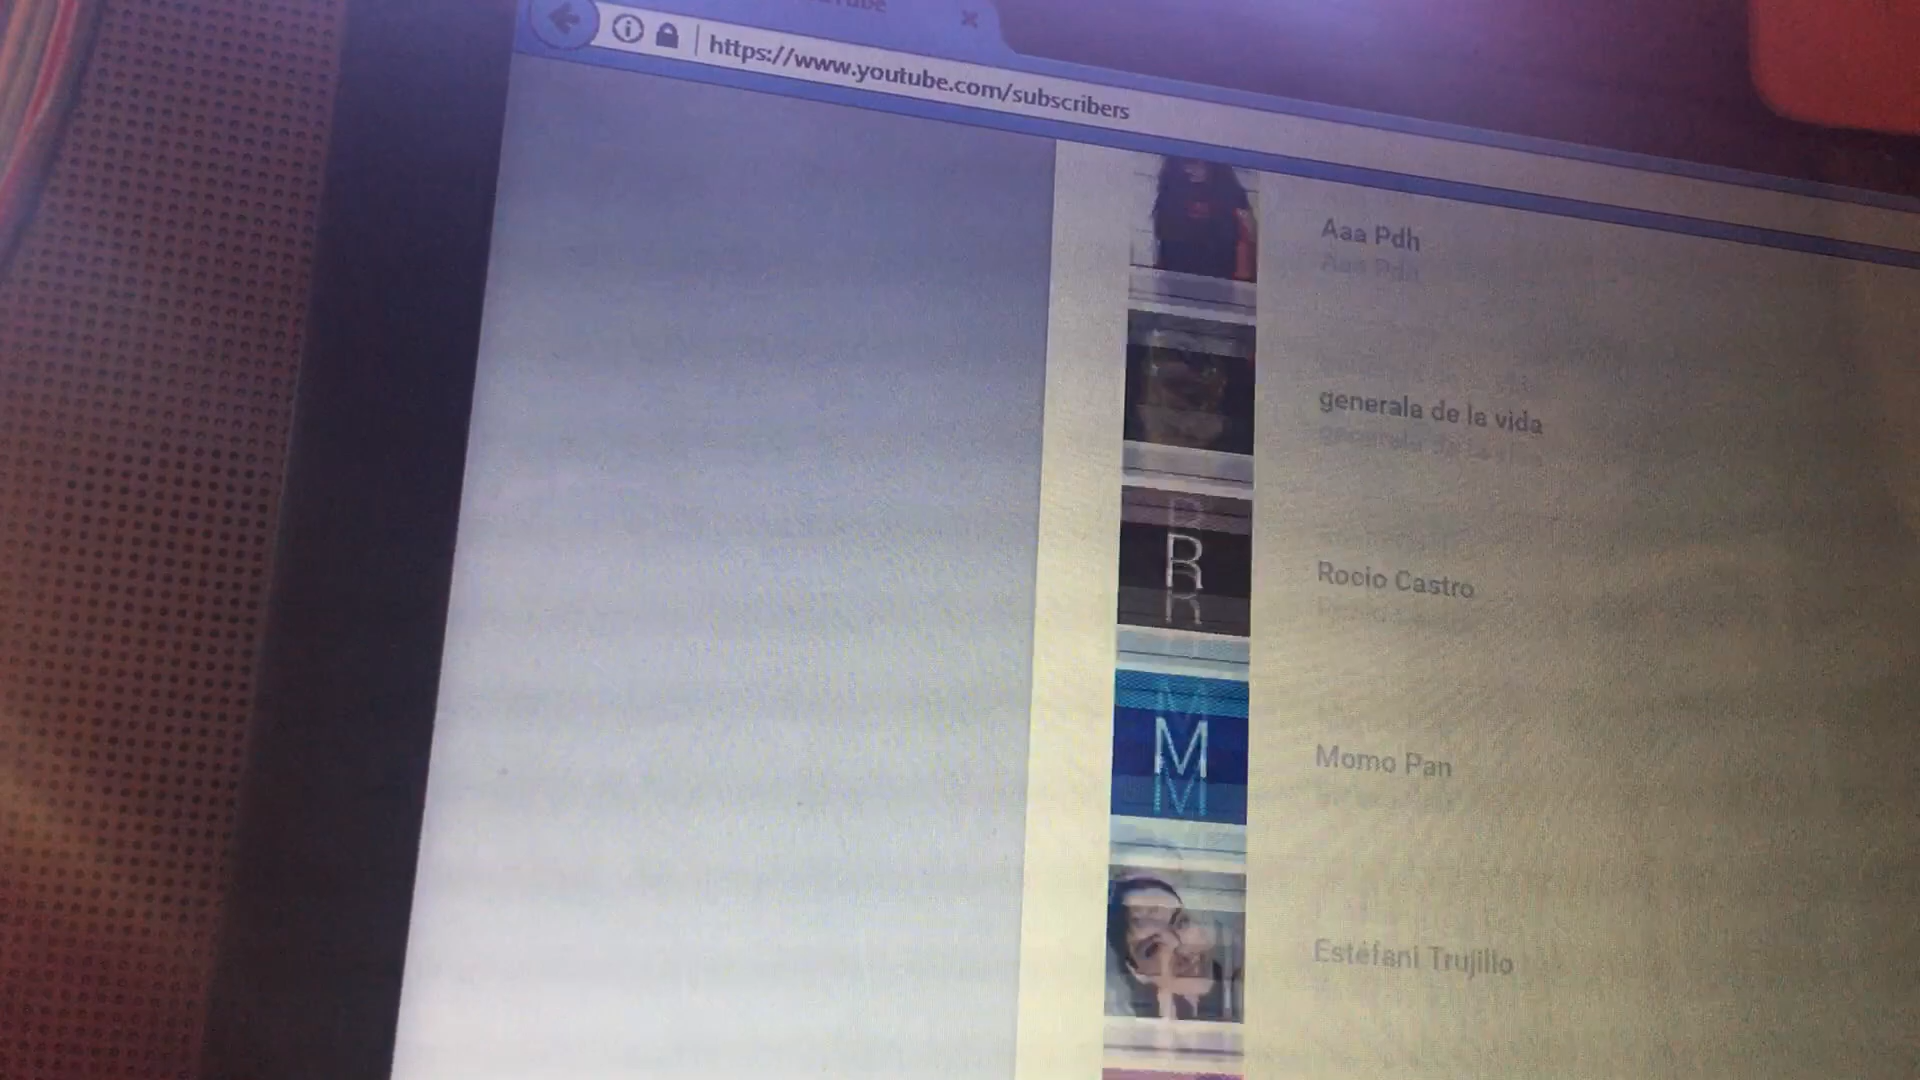 https://www.youtube.com/subscribers
Aaa Pdh
generala de la vida
R
Rocio Castro
M
Momo Pan
Estéfani Trujillo